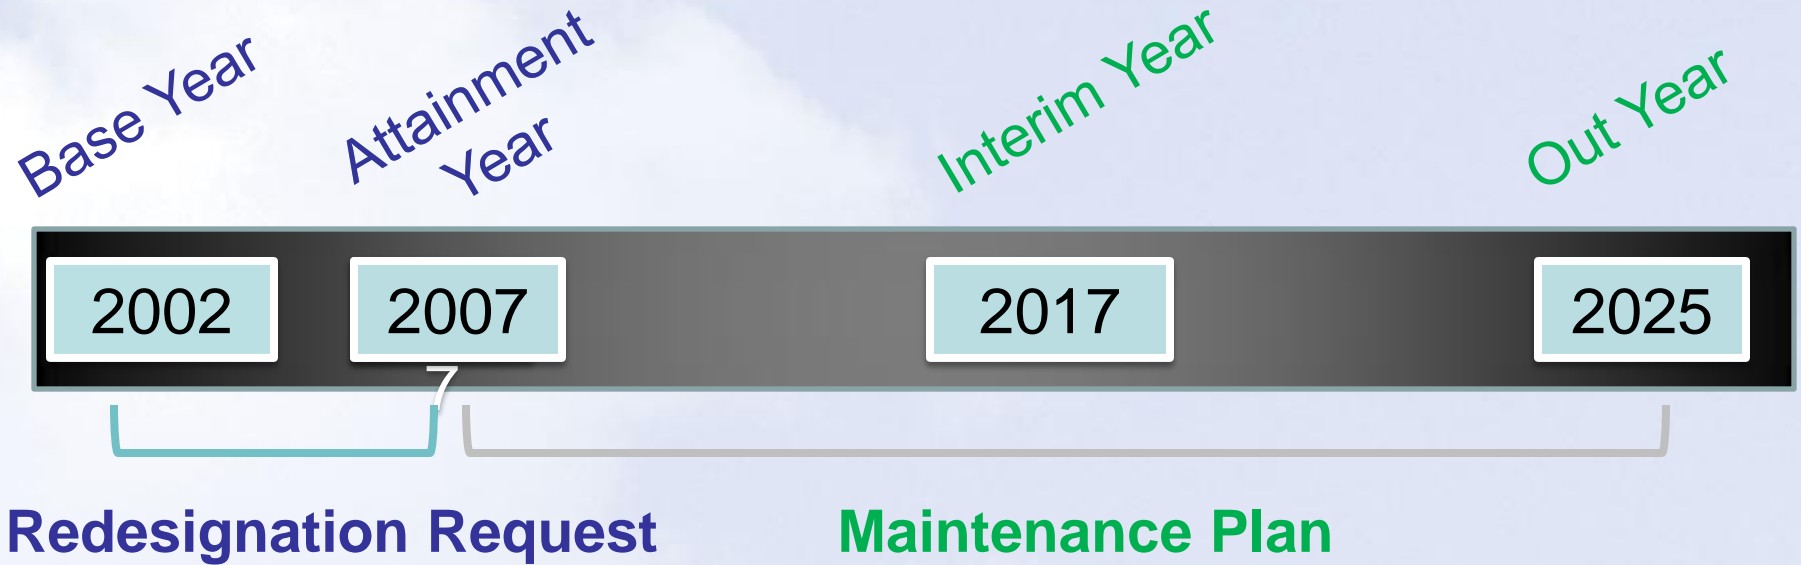 Base Year
Attainment
Year
Interim Year
Out Year
2002
2007
2017
2025
7
Redesignation Request
Maintenance Plan